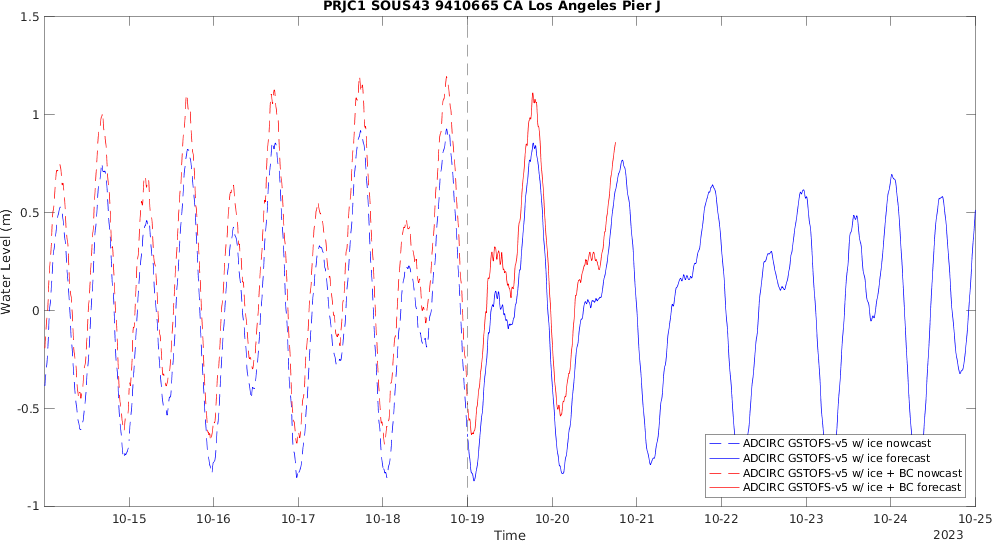 PRJC1 SOUS43 9410665 CA Los Angeles Pier J
1.5
1
0.5
0
-0.5
-1
Water Level (m)
ADCIRC GSTOFS-v5 w/ ice nowcast
ADCIRC GSTOFS-v5 w/ ice forecast
ADCIRC GSTOFS-v5 w/ ice + BC nowcast
ADCIRC GSTOFS-v5 w/ ice + BC forecast
10-15 10-16 10-17 10-18 10-19 10-20 10-21 10-22 10-23 10-24 10-25
Time
2023